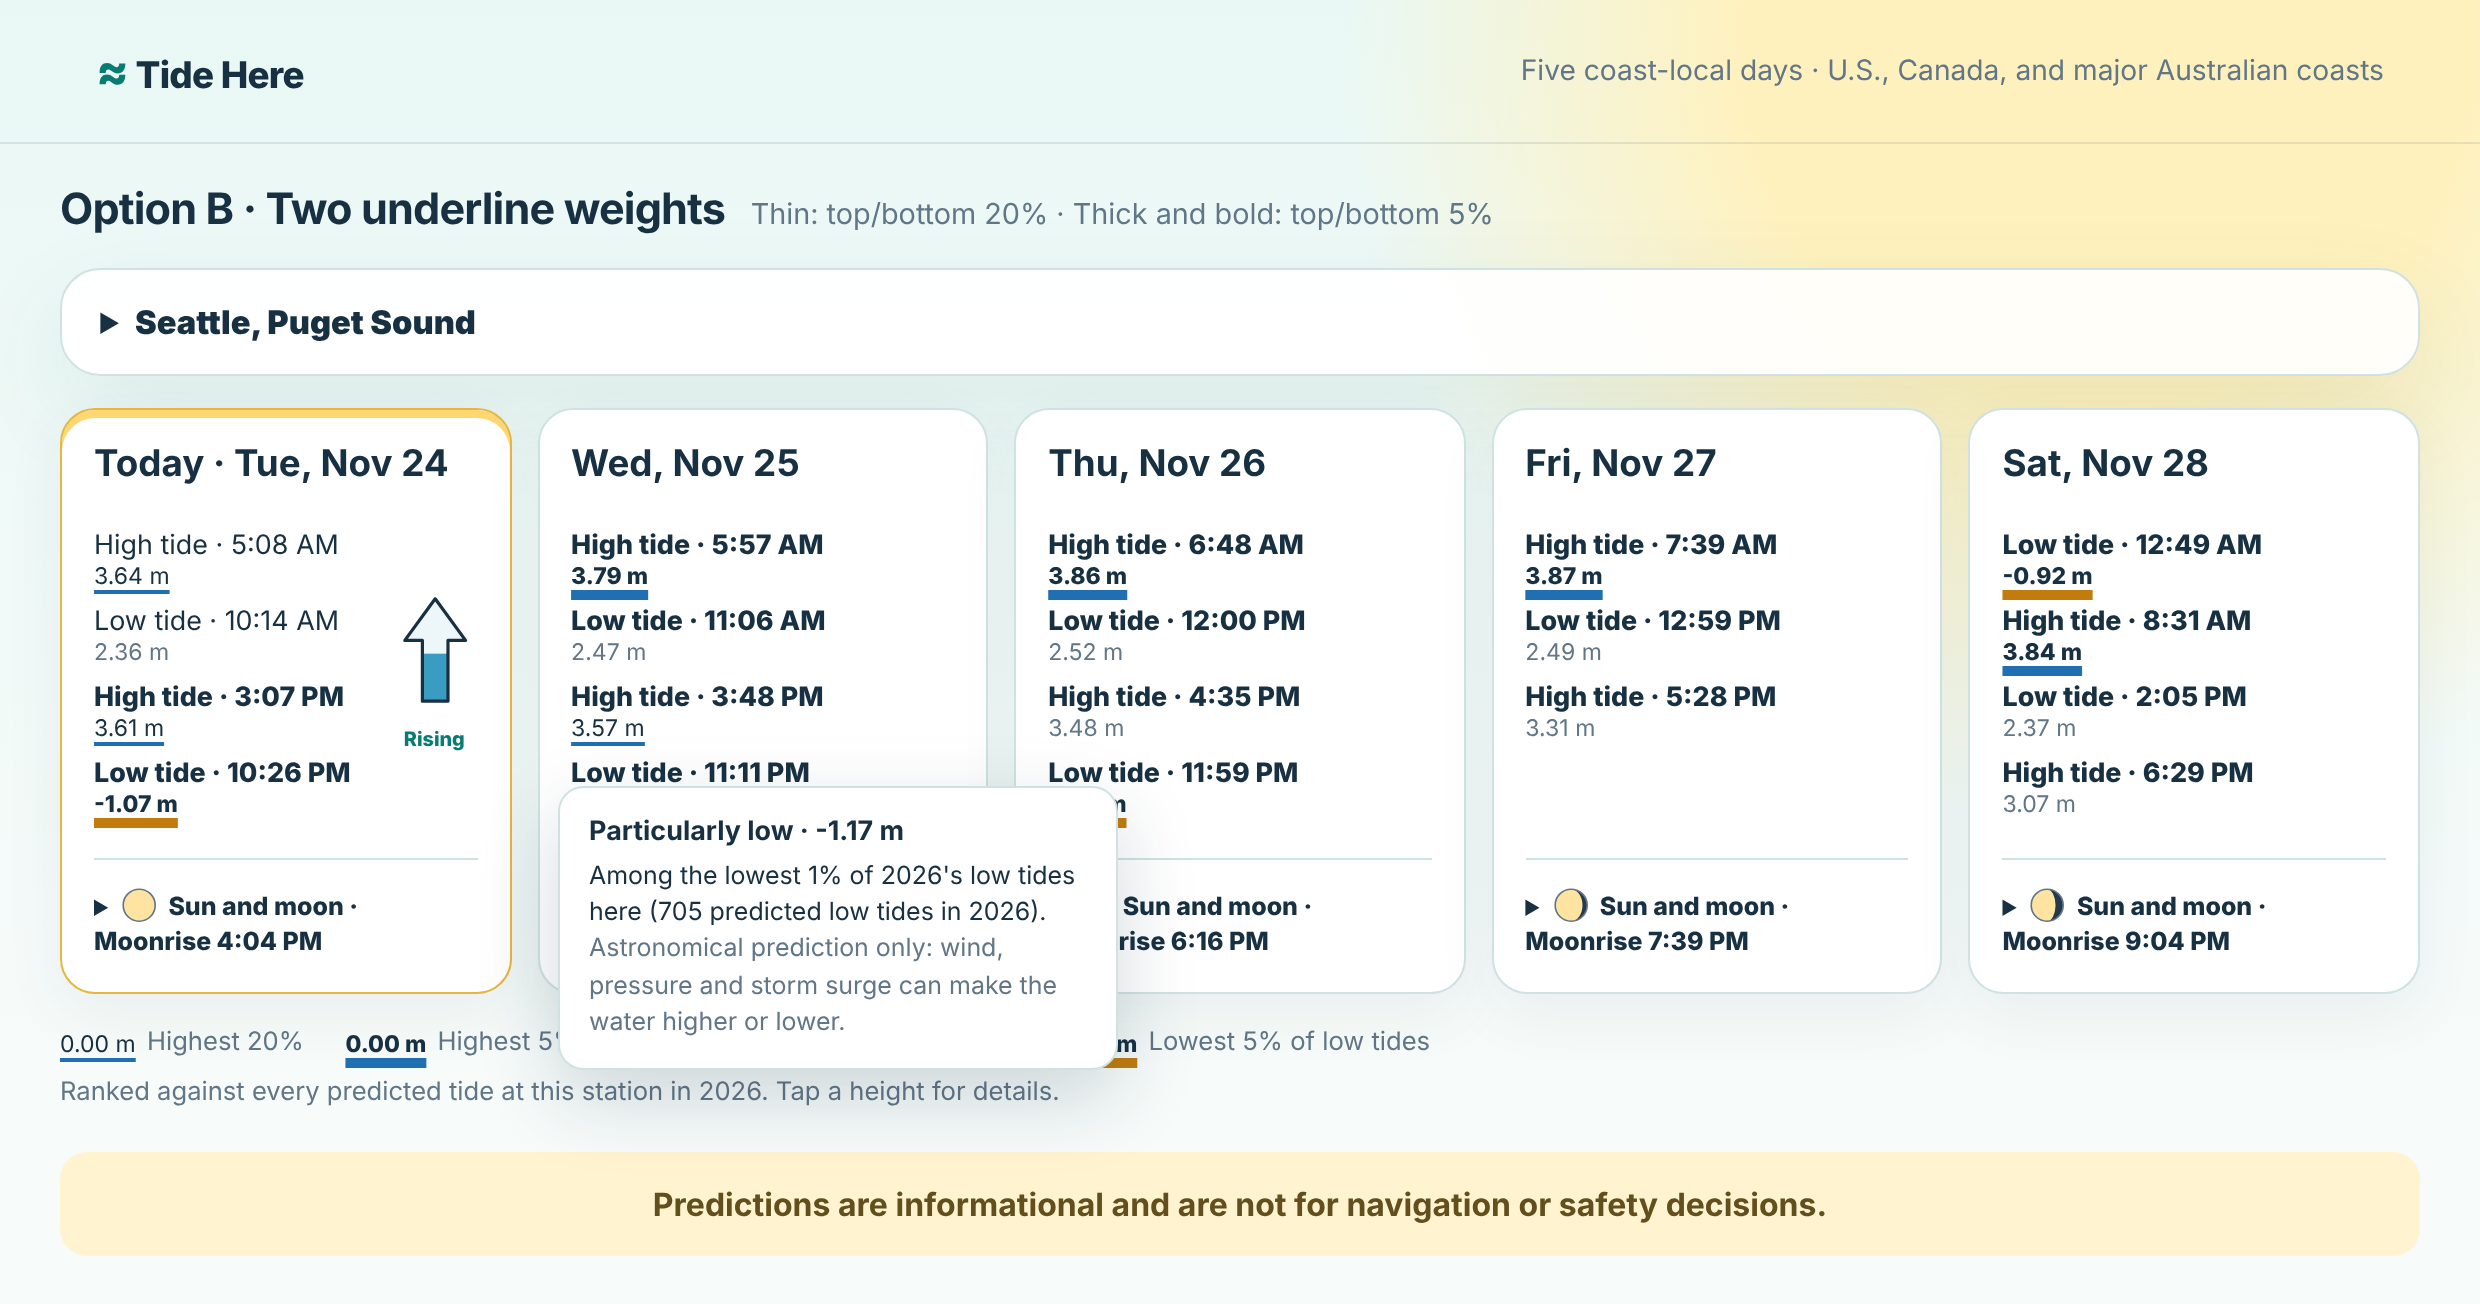 ≈ Tide Here
Five coast-local days · U.S., Canada, and major Australian coasts
Option B · Two underline weights
Thin: top/bottom 20% · Thick and bold: top/bottom 5%
▶ Seattle, Puget Sound
Today · Tue, Nov 24
High tide · 5:08 AM
3.64 m
Low tide · 10:14 AM
2.36 m
High tide · 3:07 PM
3.61 m
Low tide · 10:26 PM
-1.07 m
Rising
Sun and moon ·
Moonrise 4:04 PM
Wed, Nov 25
High tide · 5:57 AM
3.79 m
Low tide · 11:06 AM
2.47 m
High tide · 3:48 PM
3.57 m
Low tide · 11:11 PM
Particularly low · -1.17 m
Among the lowest 1% of 2026's low tides
here (705 predicted low tides in 2026).
Astronomical prediction only: wind,
pressure and storm surge can make the
water higher or lower.
Thu, Nov 26
High tide · 6:48 AM
3.86 m
Low tide · 12:00 PM
2.52 m
High tide · 4:35 PM
3.48 m
Low tide · 11:59 PM
m
Sun and moon ·
rise 6:16 PM
Fri, Nov 27
High tide · 7:39 AM
3.87 m
Low tide · 12:59 PM
2.49 m
High tide · 5:28 PM
3.31 m
Sun and moon ·
Moonrise 7:39 PM
Sat, Nov 28
Low tide · 12:49 AM
-0.92 m
High tide · 8:31 AM
3.84 m
Low tide · 2:05 PM
2.37 m
High tide · 6:29 PM
3.07 m
Sun and moon ·
Moonrise 9:04 PM
0.00 m Highest 20%
0.00 m Highest 5%
m Lowest 5% of low tides
Ranked against every predicted tide at this station in 2026. Tap a height for details.
Predictions are informational and are not for navigation or safety decisions.